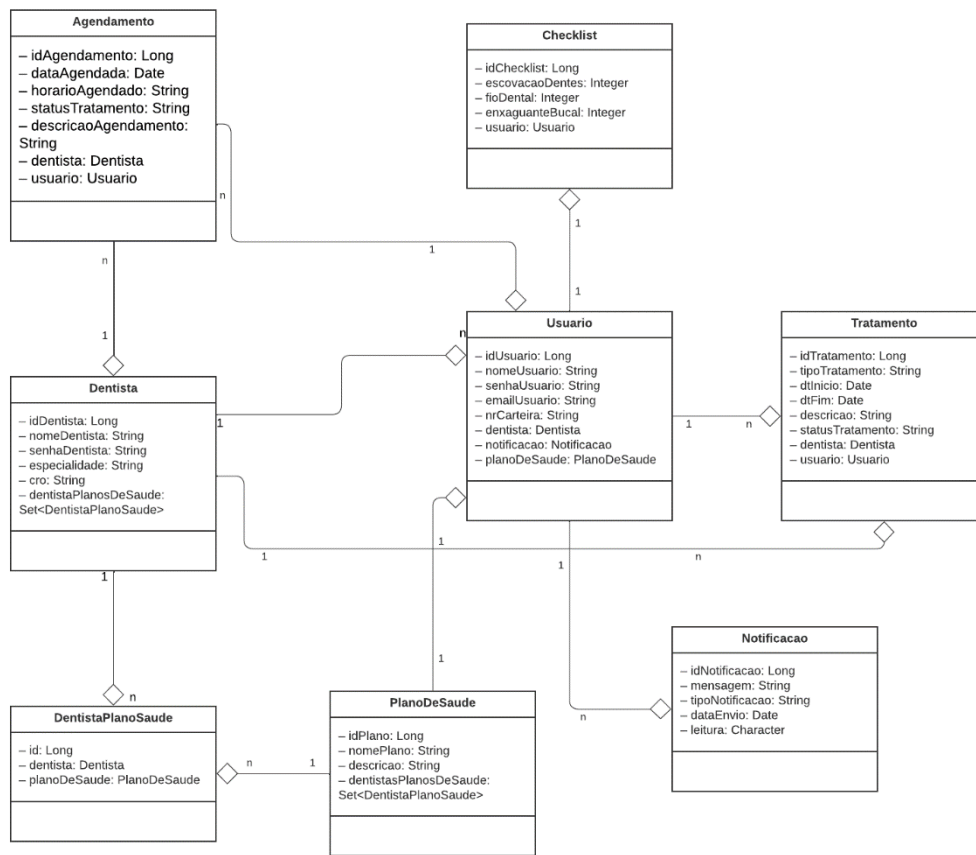 Agendamento
– idAgendamento: Long
– dataAgendada: Date
– horarioAgendado: String
– statusTratamento: String
– descricaoAgendamento:
String
– dentista: Dentista
– usuario: Usuario
Checklist
– idChecklist: Long
– escovacaoDentes: Integer
– fioDental: Integer
– enxaguanteBucal: Integer
– usuario: Usuario
n
1
n
1
1
1
n
1
Dentista
– idDentista: Long
– nomeDentista: String
– senhaDentista: String
– especialidade: String
– cro: String
– dentistaPlanosDeSaude:
Set<DentistaPlanoSaude>
1
Usuario
– idUsuario: Long
– nomeUsuario: String
– senhaUsuario: String
– emailUsuario: String
– nrCarteira: String
– dentista: Dentista
– notificacao: Notificacao
– planoDeSaude: PlanoDeSaude
1
n
Tratamento
– idTratamento: Long
– tipoTratamento: String
– dtInicio: Date
– dtFim: Date
– descricao: String
– statusTratamento: String
– dentista: Dentista
– usuario: Usuario
1
n
1
1
1
n
1
n
DentistaPlanoSaude
– id: Long
– dentista: Dentista
– planoDeSaude: PlanoDeSaude
n
1
PlanoDeSaude
– idPlano: Long
– nomePlano: String
– descricao: String
– dentistasPlanosDeSaude:
Set<DentistaPlanoSaude>
Notificacao
– idNotificacao: Long
– mensagem: String
– tipoNotificacao: String
– dataEnvio: Date
– leitura: Character